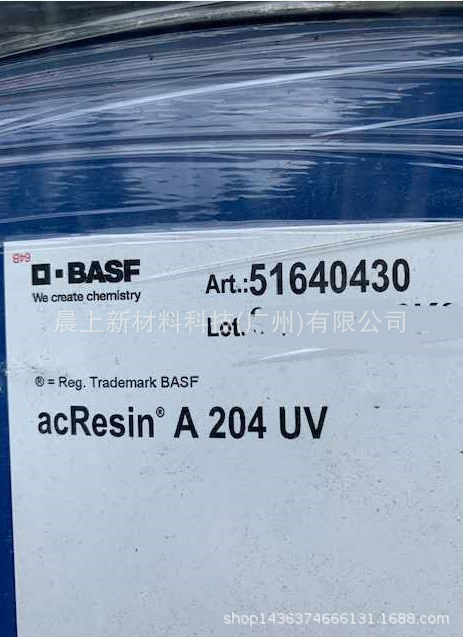 64B
BASF
We create chemistry
Art.:51640430
Lot.
晨上新材料科技(广州)有限公司
® = Reg. Trademark BASF
acResin® A 204 UV
shop1436374666131.1688.com